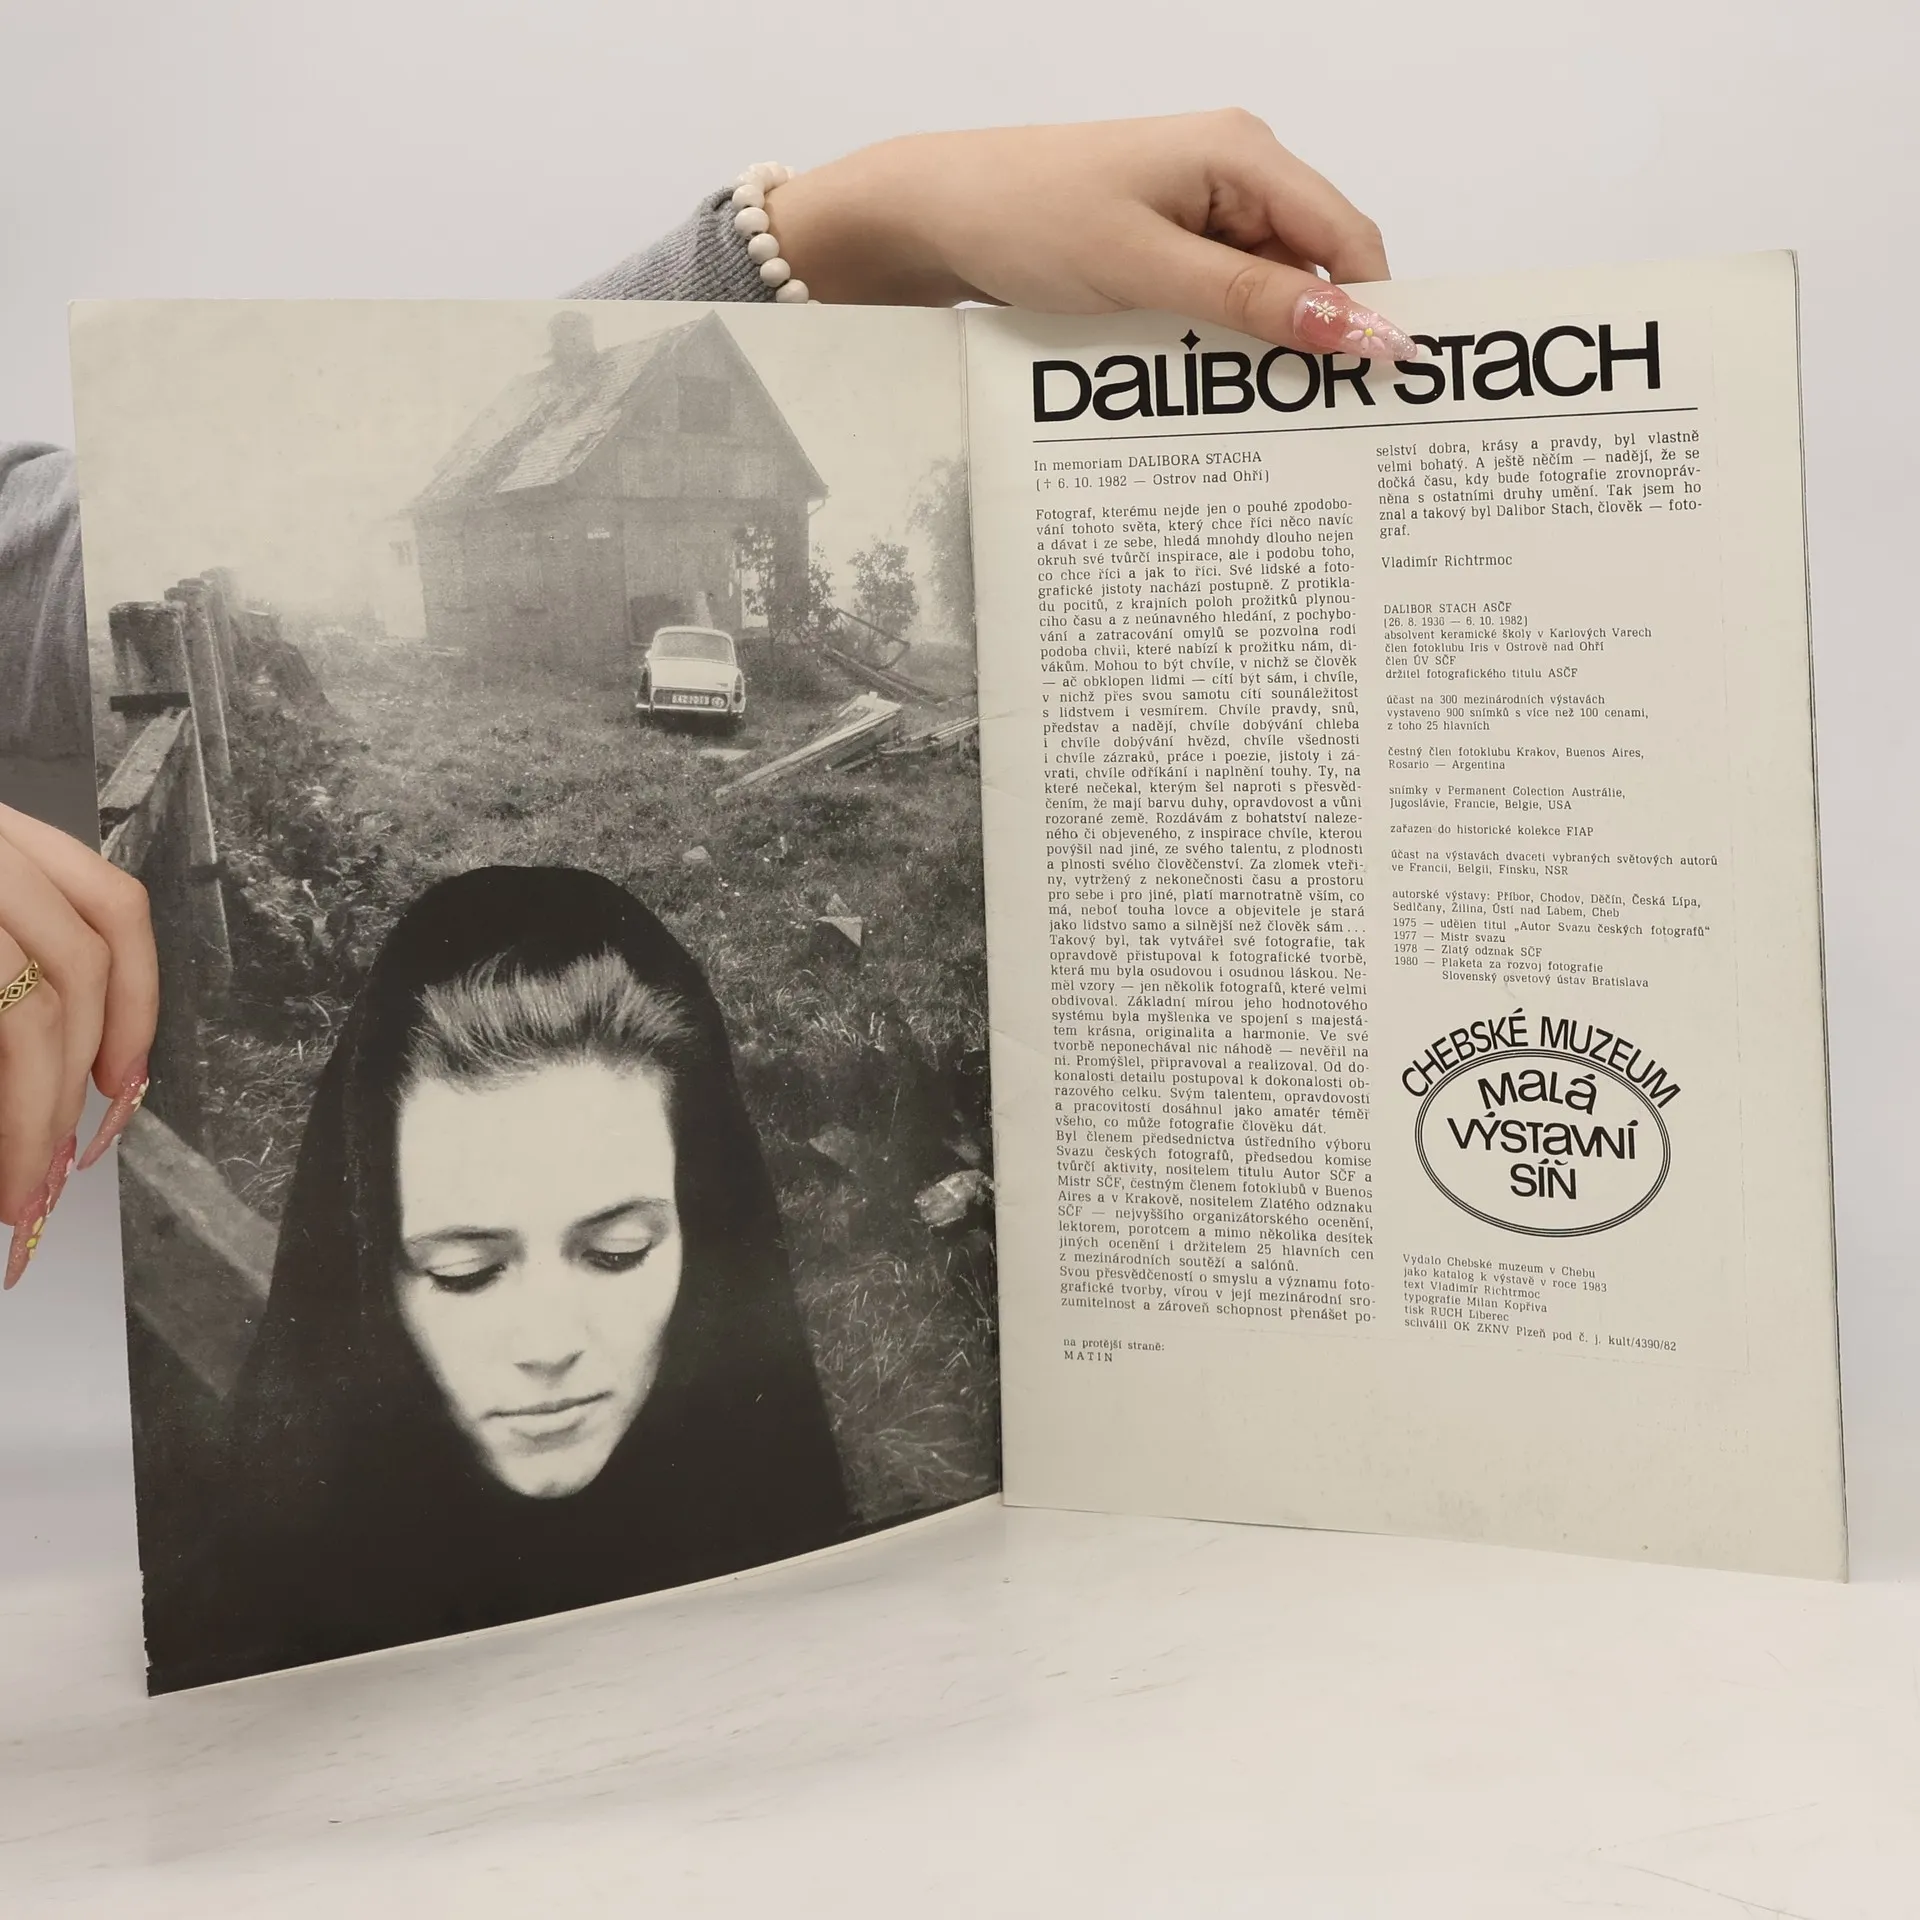 DALIBOR STACH
In memoriam DALIBORA STACHA
(† 6. 10. 1982 — Ostrov nad Ohří)
Fotograf, kterému nejde jen o pouhé zpodobo-
vání tohoto světa, který chce říci něco navíc
a dávat i ze sebe, hledá mnohdy dlouho nejen
okruh své tvůrčí inspirace, ale i podobu toho,
co chce říci a jak to říci. Své lidské a foto-
grafické jistoty nachází postupně. Z protikla-
du pocitů, z krajních poloh prožitků plynou-
cího času a z neúnavného hledání, z pochybo-
vání a zatracování omylů se pozvolna rodí
podoba chvil, které nabízí k prožitku nám, di-
vákům. Mohou to být chvíle, v nichž se člověk
— ač obklopen lidmi — cítí být sám, i chvíle,
v nichž přes svou samotu cítí sounáležitost
s lidstvem i vesmírem. Chvíle pravdy, snů,
představ a nadějí, chvíle dobývání chleba
i chvíle dobývání hvězd, chvíle všednosti
i chvíle zázraků, práce i poezie, jistoty i zá-
vrati, chvíle odříkání i naplnění touhy. Ty, na
které nečekal, kterým šel naproti s přesvěd-
čením, že mají barvu duhy, opravdovost a vůni
rozorané země. Rozdávám z bohatství naleze-
ného či objeveného, z inspirace chvíle, kterou
povýšil nad jiné, ze svého talentu, z plodnosti
a plnosti svého člověčenství. Za zlomek vteři-
ny, vytržený z nekonečnosti času a prostoru
pro sebe i pro jiné, platí marnotratně vším, co
má, neboť touha lovce a objevitele je stará
jako lidstvo samo a silnější než člověk sám . . .
Takový byl, tak vytvářel své fotografie, tak
opravdově přistupoval k fotografické tvorbě,
která mu byla osudovou i osudnou láskou. Ne-
měl vzory — jen několik fotografů, které velmi
obdivoval. Základní mírou jeho hodnotového
systému byla myšlenka ve spojení s majestá-
tem krásna, originalita a harmonie. Ve své
tvorbě neponechával nic náhodě — nevěřil na
ni. Promýšlel, připravoval a realizoval. Od do-
konalosti detailu postupoval k dokonalosti ob-
razového celku. Svým talentem, opravdovostí
a pracovitostí dosáhnul jako amatér téměř
všeho, co může fotografie člověku dát.
Byl členem předsednictva ústředního výboru
Svazu českých fotografů, předsedou komise
tvůrčí aktivity, nositelem titulu Autor SČF a
Mistr SČF, čestným členem fotoklubů v Buenos
Aires a v Krakově, nositelem Zlatého odznaku
SČF — nejvyššího organizátorského ocenění,
lektorem, porotcem a mimo několika desítek
jiných ocenění i držitelem 25 hlavních cen
z mezinárodních soutěží a salónů.
Svou přesvědčeností o smyslu a významu foto-
grafické tvorby, vírou v její mezinárodní sro-
zumitelnost a zároveň schopnost přenášet po-
na protější straně:
MATIN
selství dobra, krásy a pravdy, byl vlastně
velmi bohatý. A ještě něčím — nadějí, že se
dočká času, kdy bude fotografie zrovnopráv-
něna s ostatními druhy umění. Tak jsem ho
znal a takový byl Dalibor Stach, člověk — foto-
graf.
Vladimír Richtrmoc
DALIBOR STACH ASČF
(26. 8. 1930 — 6. 10. 1982)
absolvent keramické školy v Karlových Varech
člen fotoklubu Iris v Ostrově nad Ohří
člen ÚV SČF
držitel fotografického titulu ASČF
účast na 300 mezinárodních výstavách
vystaveno 900 snímků s více než 100 cenami,
z toho 25 hlavních
čestný člen fotoklubu Krakov, Buenos Aires,
Rosario — Argentina
snímky v Permanent Colection Austrálie,
Jugoslávie, Francie, Belgie, USA
zařazen do historické kolekce FIAP
účast na výstavách dvaceti vybraných světových autorů
ve Francii, Belgii, Finsku, NSR
autorské výstavy: Příbor, Chodov, Děčín, Česká Lípa,
Sedlčany, Žilina, Ústí nad Labem, Cheb
1975 — udělen titul „Autor Svazu českých fotografů“
1977 — Mistr svazu
1978 — Zlatý odznak SČF
1980 — Plaketa za rozvoj fotografie
Slovenský osvetový ústav Bratislava
CHEBSKÉ MUZEUM
MALÁ
VÝSTAVNÍ
SÍŇ
Vydalo Chebské muzeum v Chebu
jako katalog k výstavě v roce 1983
text Vladimír Richtrmoc
typografie Milan Kopřiva
tisk RUCH Liberec
schválil OK ZKNV Plzeň pod č. j. kult/4390/82